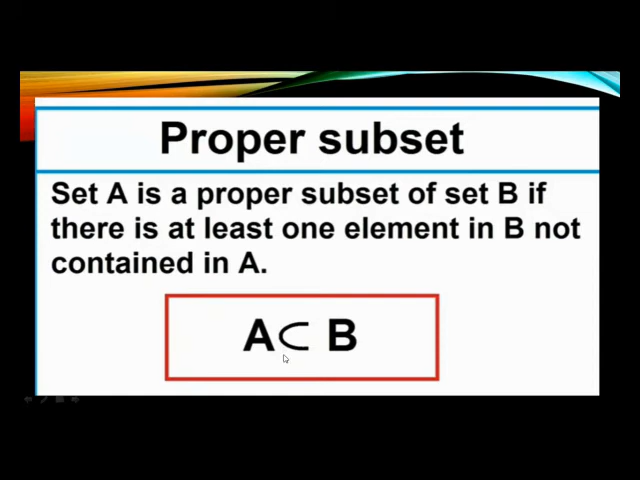 Proper subset
Set A is a proper subset of set B if
there is at least one element in B not
contained in A.
A⊂ B